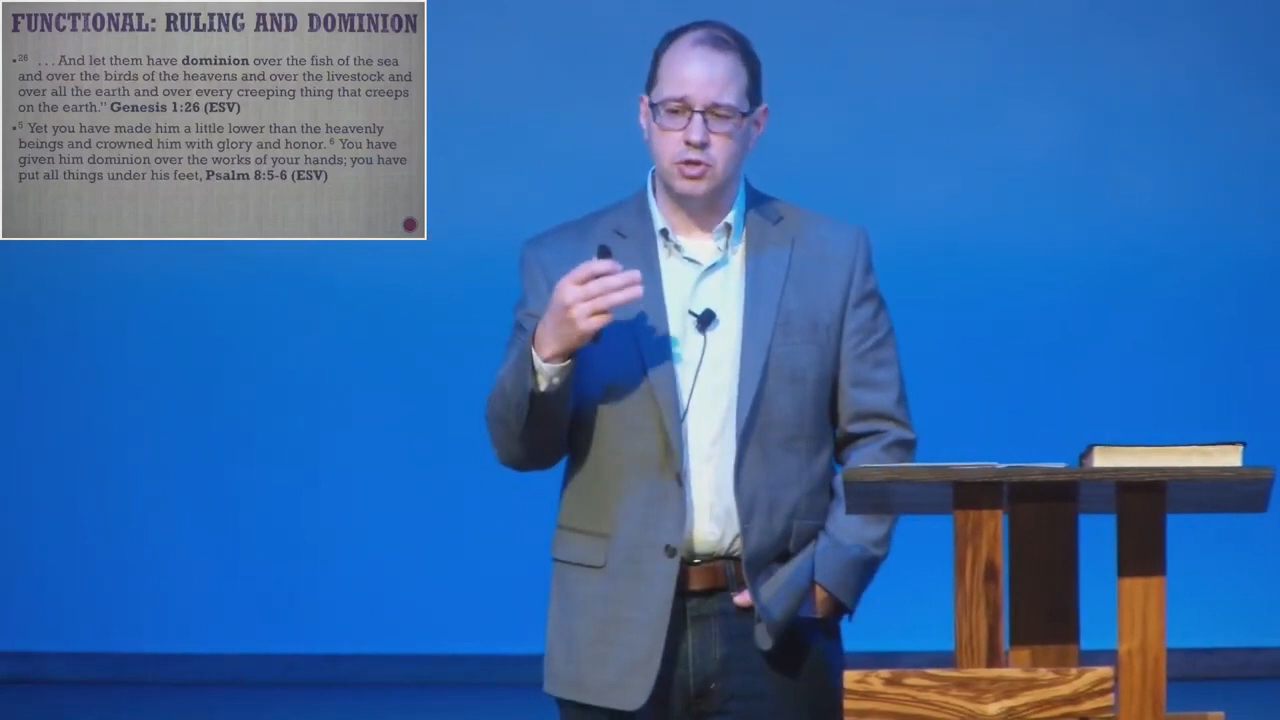 FUNCTIONAL: RULING AND DOMINION
▪26 ...And let them have dominion over the fish of the sea
and over the birds of the heavens and over the livestock and
over all the earth and over every creeping thing that creeps
on the earth." Genesis 1:26 (ESV)
▪5 Yet you have made him a little lower than the heavenly
beings and crowned him with glory and honor. 6 You have
given him dominion over the works of your hands; you have
put all things under his feet, Psalm 8:5-6 (ESV)